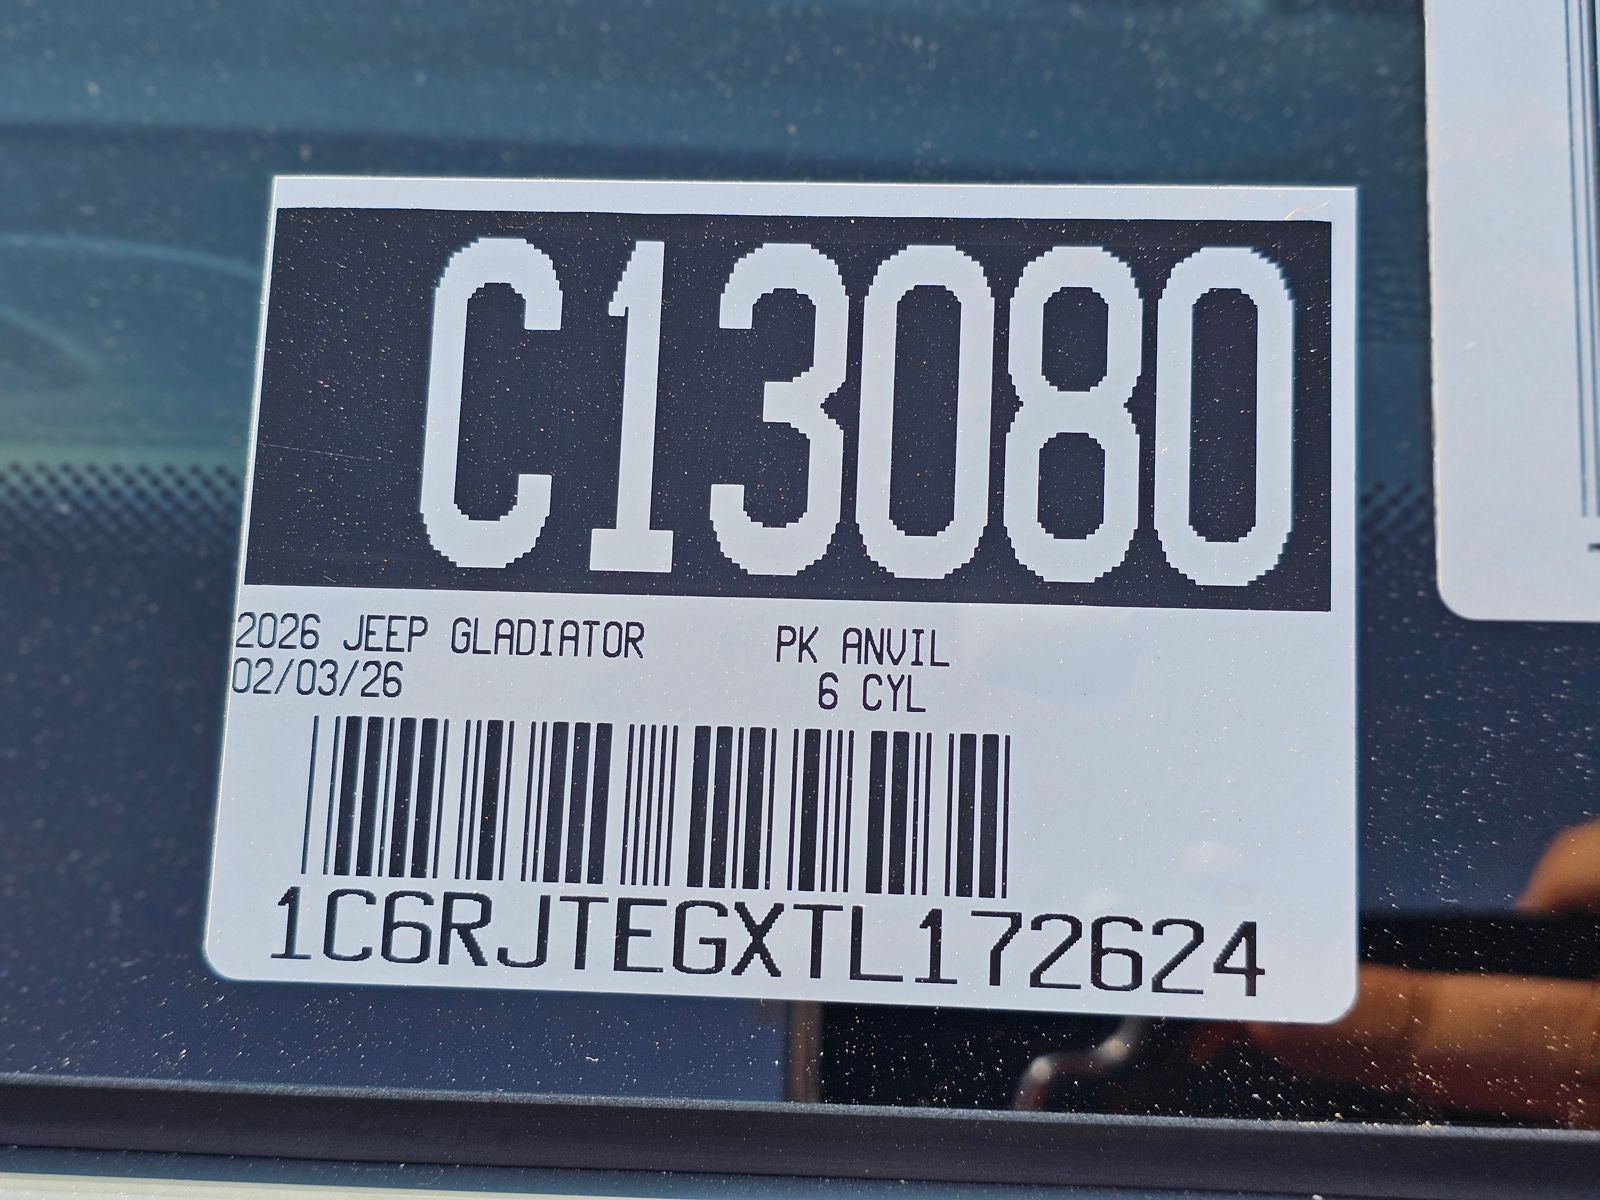 C13080
2026 JEEP GLADIATOR PK ANVIL
02/03/26 6 CYL
1C6RJTEGXTL172624